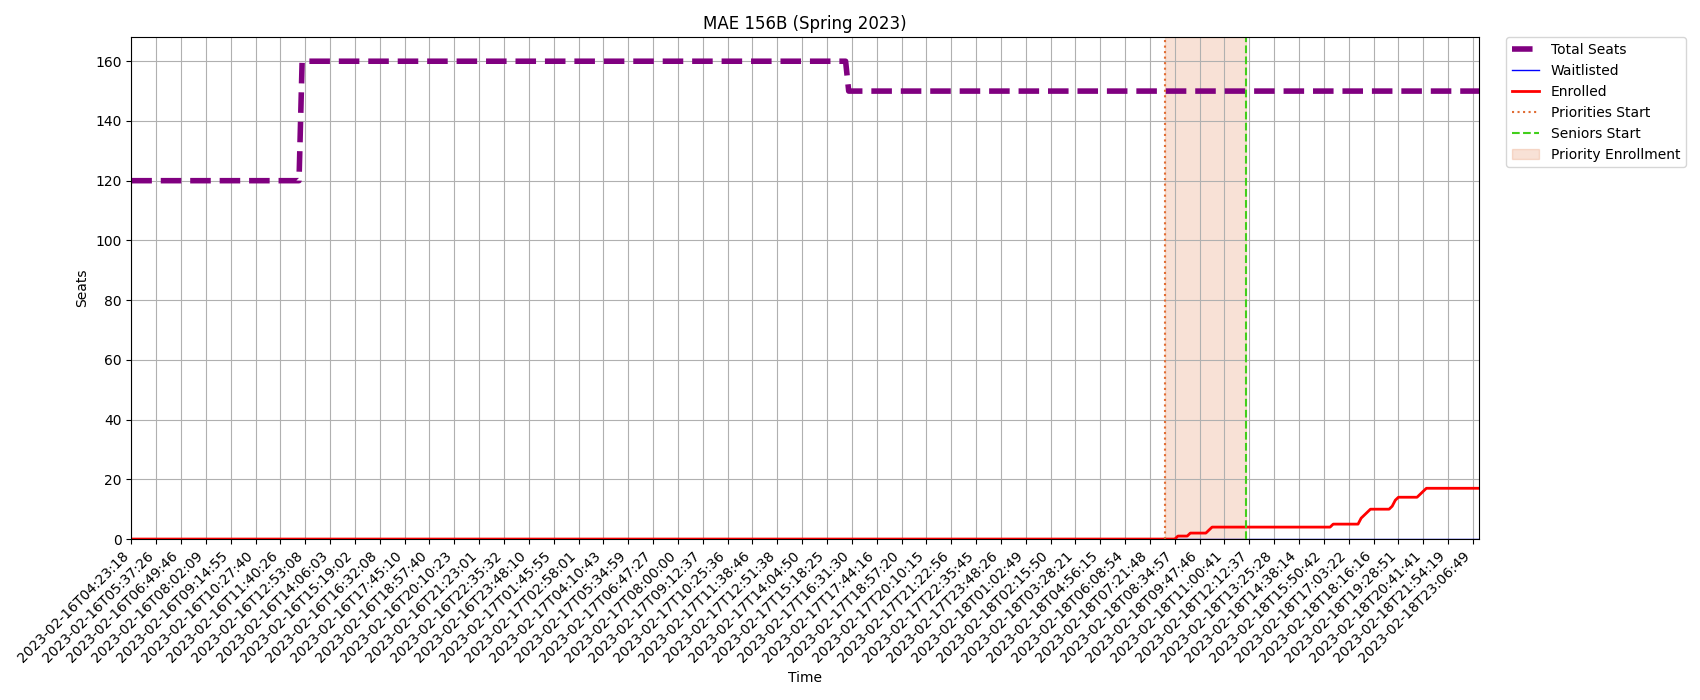 MAE 156B (Spring 2023)
Total Seats
Waitlisted
Enrolled
Priorities Start
Seniors Start
Priority Enrollment
Seats
160
140
120
100
80
60
40
20
0
2023-02-16T04:23:18
2023-02-16T05:37:26
2023-02-16T06:49:46
2023-02-16T08:02:09
2023-02-16T09:14:55
2023-02-16T10:27:40
2023-02-16T11:40:26
2023-02-16T12:53:08
2023-02-16T14:06:03
2023-02-16T15:19:02
2023-02-16T16:32:08
2023-02-16T17:45:10
2023-02-16T18:57:40
2023-02-16T20:10:23
2023-02-16T21:23:01
2023-02-16T22:35:32
2023-02-16T23:48:10
2023-02-17T01:45:55
2023-02-17T02:58:01
2023-02-17T04:10:43
2023-02-17T05:34:59
2023-02-17T06:47:27
2023-02-17T08:00:00
2023-02-17T09:12:37
2023-02-17T10:25:36
2023-02-17T11:38:46
2023-02-17T12:51:38
2023-02-17T14:04:50
2023-02-17T15:18:25
2023-02-17T16:31:30
2023-02-17T17:44:16
2023-02-17T18:57:20
2023-02-17T20:10:15
2023-02-17T21:22:56
2023-02-17T22:35:45
2023-02-17T23:48:26
2023-02-18T01:02:49
2023-02-18T02:15:50
2023-02-18T03:28:21
2023-02-18T04:56:15
2023-02-18T06:08:54
2023-02-18T07:21:48
2023-02-18T08:34:57
2023-02-18T09:47:46
2023-02-18T11:00:41
2023-02-18T12:12:37
2023-02-18T13:25:28
2023-02-18T14:38:14
2023-02-18T15:50:42
2023-02-18T17:03:22
2023-02-18T18:16:16
2023-02-18T19:28:51
2023-02-18T20:41:41
2023-02-18T21:54:19
2023-02-18T23:06:49
Time